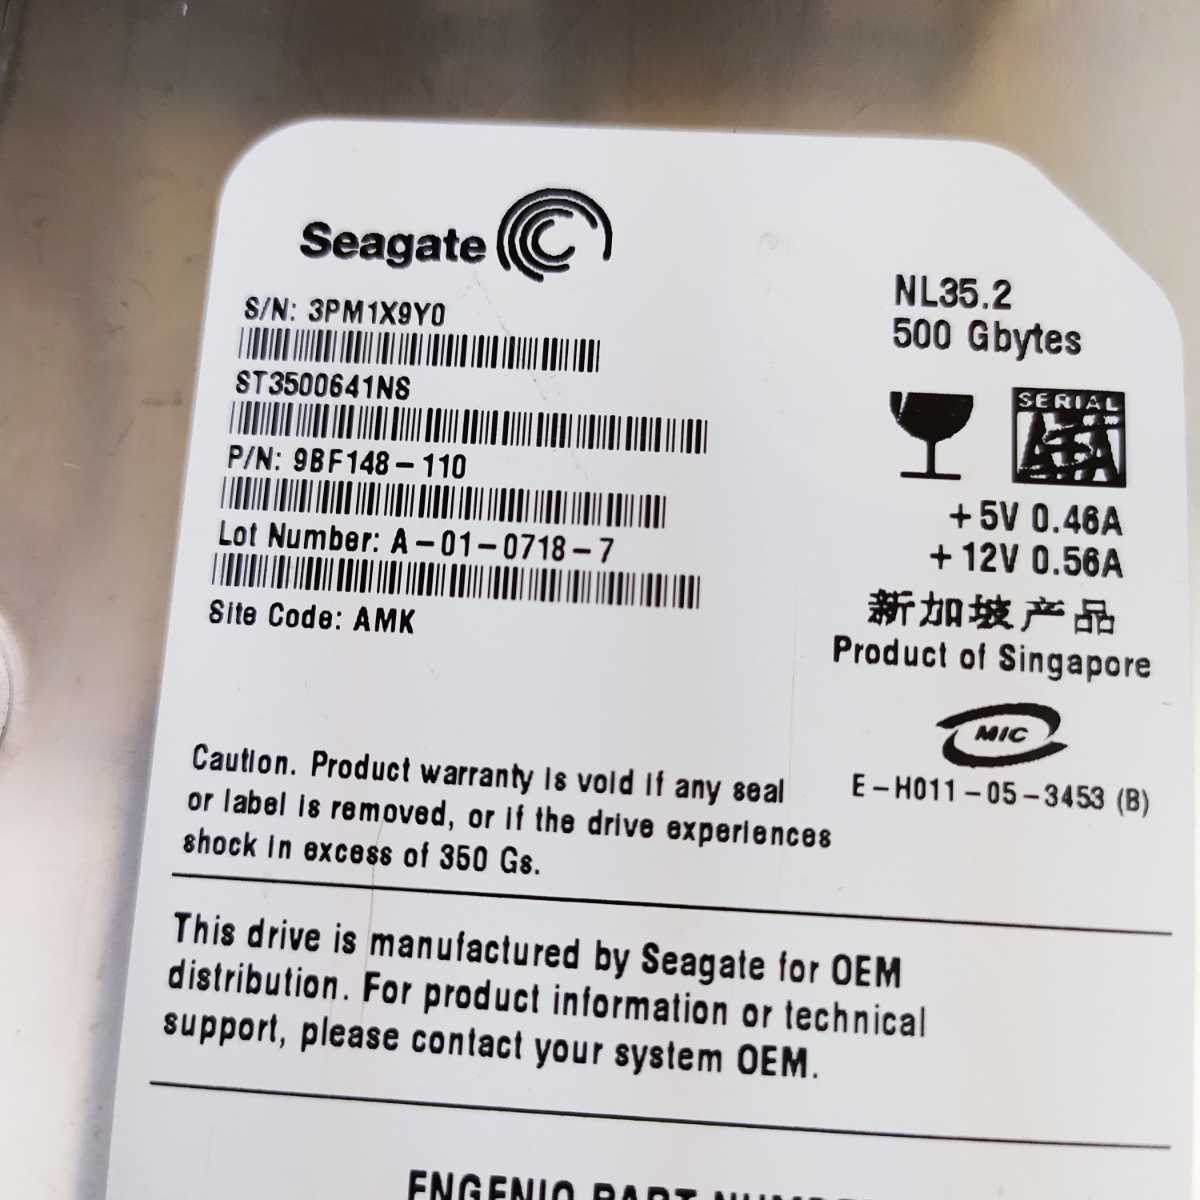 Seagate
S/N: 3PM1X9Y0
ST3500641NS
P/N: 9BF148-110
Lot Number: A-01-0718-7
Site Code: AMK
NL35.2
500 Gbytes
SERIAL
ATA
+5V 0.46A
+12V 0.56A
新加坡产品
Product of Singapore
MIC
E-H011-05-3453 (B)
Caution. Product warranty is void if any seal
or label is removed, or if the drive experiences
shock in excess of 350 Gs.
This drive is manufactured by Seagate for OEM
distribution. For product information or technical
support, please contact your system OEM.
ENGENIO PART NUMBER